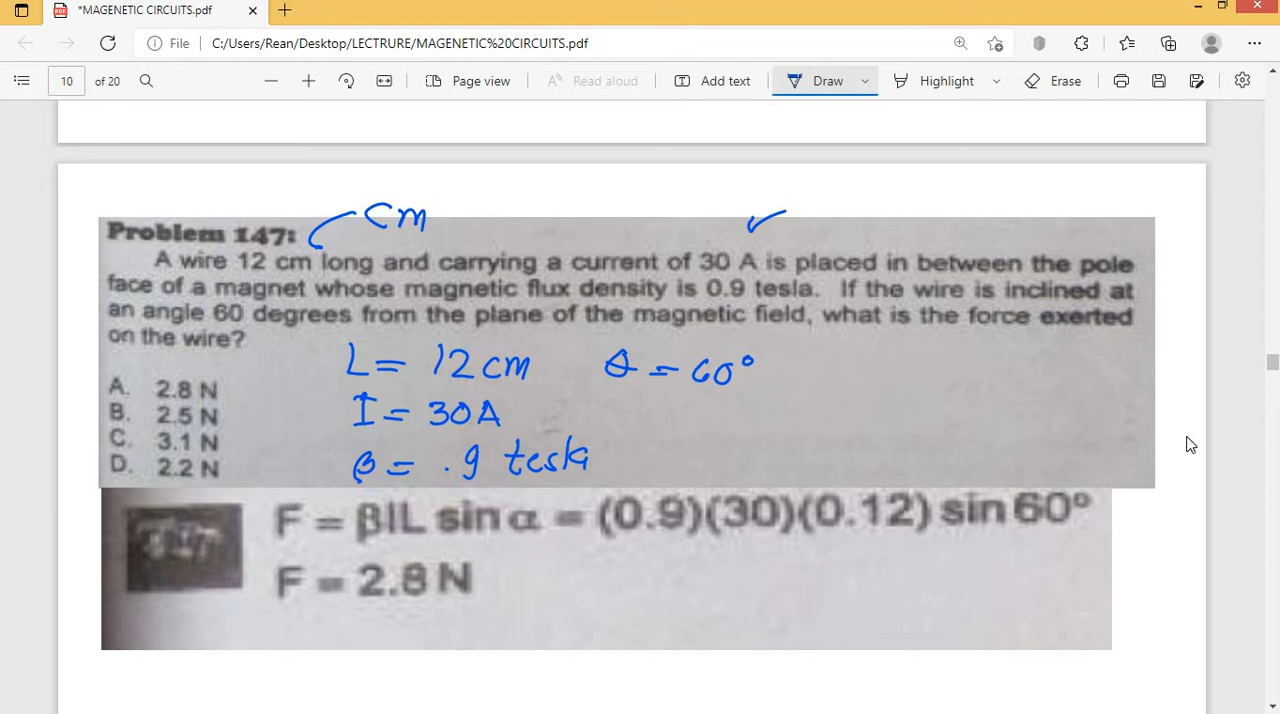 *MAGENETIC CIRCUITS.pdf
File C:/Users/Rean/Desktop/LECTRURE/MAGENETIC%20CIRCUITS.pdf
10 of 20 Page view Read aloud Add text Draw Highlight Erase
cm
Problem 147:
A wire 12 cm long and carrying a current of 30 A is placed in between the pole
face of a magnet whose magnetic flux density is 0.9 tesla. If the wire is inclined at
an angle 60 degrees from the plane of the magnetic field, what is the force exerted
on the wire?
L = 12 cm θ = 60°
A. 2.8 N
I = 30 A
B. 2.5 N
C. 3.1 N
β = .9 tesla
D. 2.2 N
F = βIL sin α = (0.9)(30)(0.12) sin 60°
F = 2.8 N